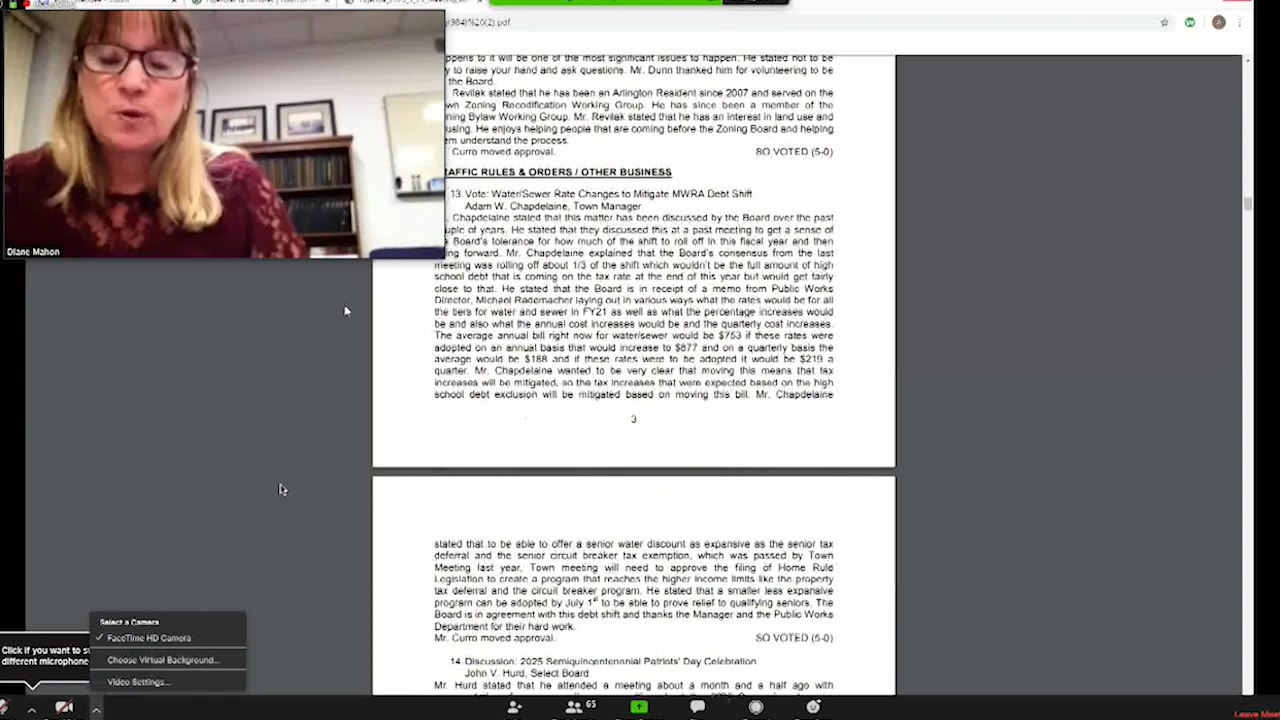 (984)%20(2).pdf
appens to it will be one of the most significant issues to happen. He stated not to be
y to raise your hand and ask questions. Mr. Dunn thanked him for volunteering to be
the Board.
Revilak stated that he has been an Arlington Resident since 2007 and served on the
wn Zoning Recodification Working Group. He has since been a member of the
ning Bylaw Working Group. Mr. Revilak stated that he has an interest in land use and
using. He enjoys helping people that are coming before the Zoning Board and helping
em understand the process.
Curro moved approval. SO VOTED (5-0)
AFFIC RULES & ORDERS / OTHER BUSINESS
13. Vote: Water/Sewer Rate Changes to Mitigate MWRA Debt Shift
Adam W. Chapdelaine, Town Manager
. Chapdelaine stated that this matter has been discussed by the Board over the past
uple of years. He stated that they discussed this at a past meeting to get a sense of
e Board's tolerance for how much of the shift to roll off in this fiscal year and then
ing forward. Mr. Chapdelaine explained that the Board's consensus from the last
meeting was rolling off about 1/3 of the shift which wouldn't be the full amount of high
school debt that is coming on the tax rate at the end of this year but would get fairly
close to that. He stated that the Board is in receipt of a memo from Public Works
Director, Michael Rademacher laying out in various ways what the rates would be for all
the tiers for water and sewer in FY21 as well as what the percentage increases would
be and also what the annual cost increases would be and the quarterly cost increases.
The average annual bill right now for water/sewer would be $753 if these rates were
adopted on an annual basis that would increase to $877 and on a quarterly basis the
average would be $188 and if these rates were to be adopted it would be $219 a
quarter. Mr. Chapdelaine wanted to be very clear that moving this means that tax
increases will be mitigated, so the tax increases that were expected based on the high
school debt exclusion will be mitigated based on moving this bill. Mr. Chapdelaine
3
stated that to be able to offer a senior water discount as expansive as the senior tax
deferral and the senior circuit breaker tax exemption, which was passed by Town
Meeting last year, Town meeting will need to approve the filing of Home Rule
Legislation to create a program that reaches the higher income limits like the property
tax deferral and the circuit breaker program. He stated that a smaller less expansive
program can be adopted by July 1st to be able to prove relief to qualifying seniors. The
Board is in agreement with this debt shift and thanks the Manager and the Public Works
Department for their hard work.
Mr. Curro moved approval. SO VOTED (5-0)
14. Discussion: 2025 Semiquincentennial Patriots' Day Celebration
John V. Hurd, Select Board
Mr. Hurd stated that he attended a meeting about a month and a half ago with
Diane Mahon
Select a Camera
✓ FaceTime HD Camera
Choose Virtual Background...
Video Settings...
Click if you want to s
different microphone
65
Leave Mee